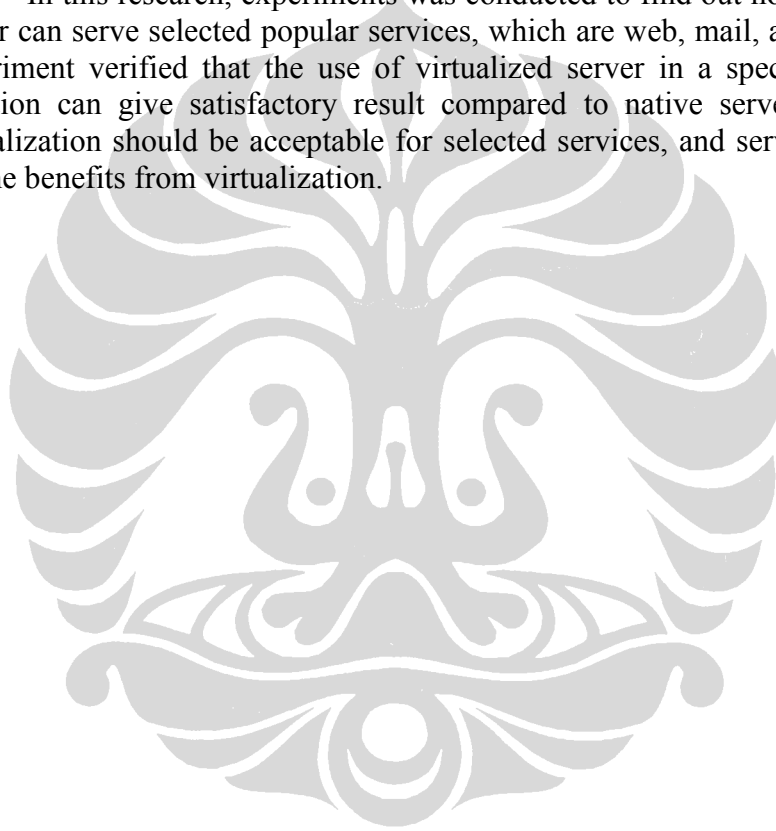 In this research, experiments was conducted to find out
can serve selected popular services, which are web, mail,
verified that the use of virtualized server in a
can give satisfactory result compared to native
should be acceptable for selected services, and
benefits from virtualization.